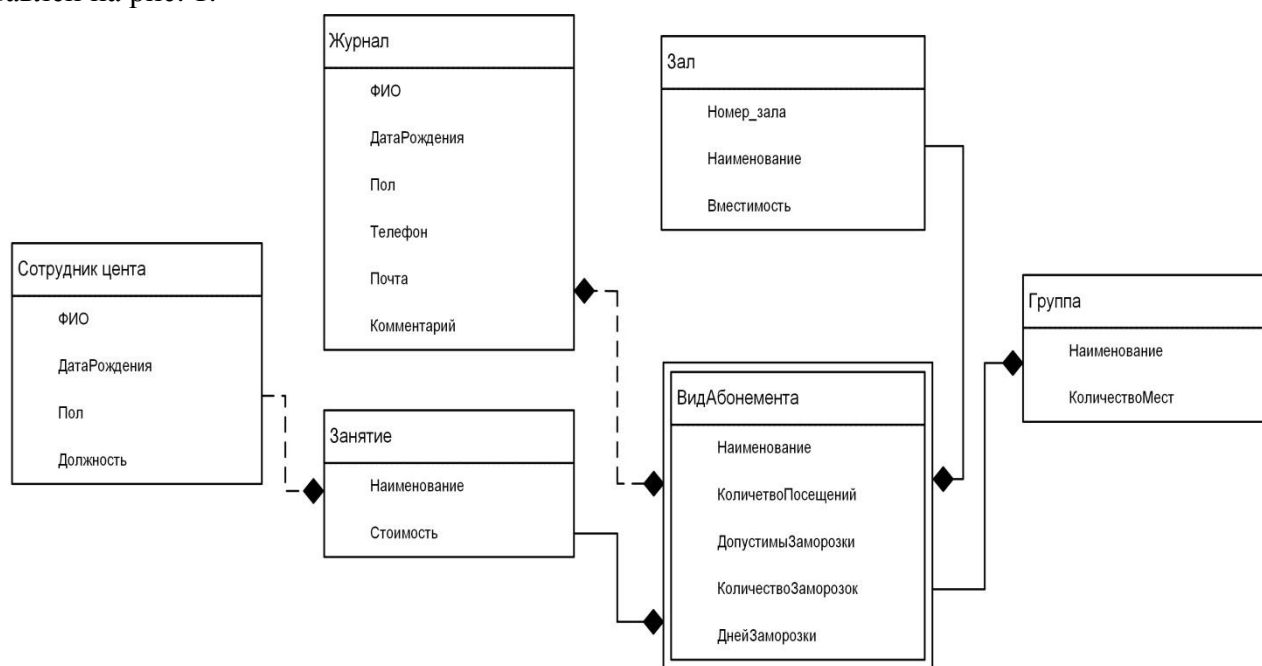 Журнал
ФИО
ДатаРождения
Пол
Телефон
Почта
Комментарий
Зал
Номер_зала
Наименование
Вместимость
Сотрудник цента
ФИО
ДатаРождения
Пол
Должность
Занятие
Наименование
Стоимость
ВидАбонемента
Наименование
КоличетвоПосещений
ДопустимыЗаморозки
КоличествоЗаморозок
ДнейЗаморозки
Группа
Наименование
КоличествоМест